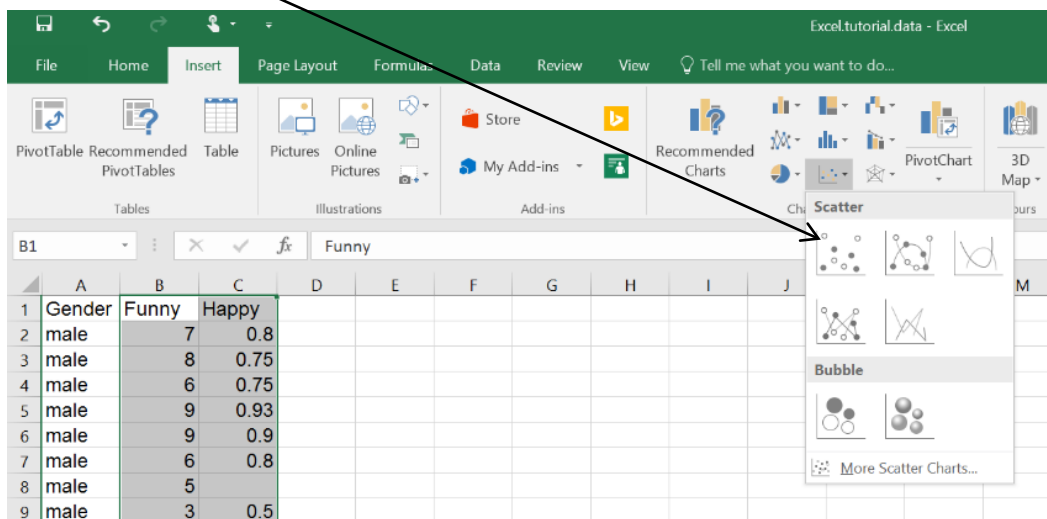 Excel.tutorial.data - Excel
File Home Insert Page Layout Formulas Data Review View Tell me what you want to do...
PivotTable Recommended PivotTables Table Pictures Online Pictures Store My Add-ins Recommended Charts PivotChart 3D Map
Tables Illustrations Add-ins Cha ours
Scatter
Bubble
More Scatter Charts...
B1 fx Funny
A B C D E F G H I J M
1 Gender Funny Happy
2 male 7 0.8
3 male 8 0.75
4 male 6 0.75
5 male 9 0.93
6 male 9 0.9
7 male 6 0.8
8 male 5
9 male 3 0.5